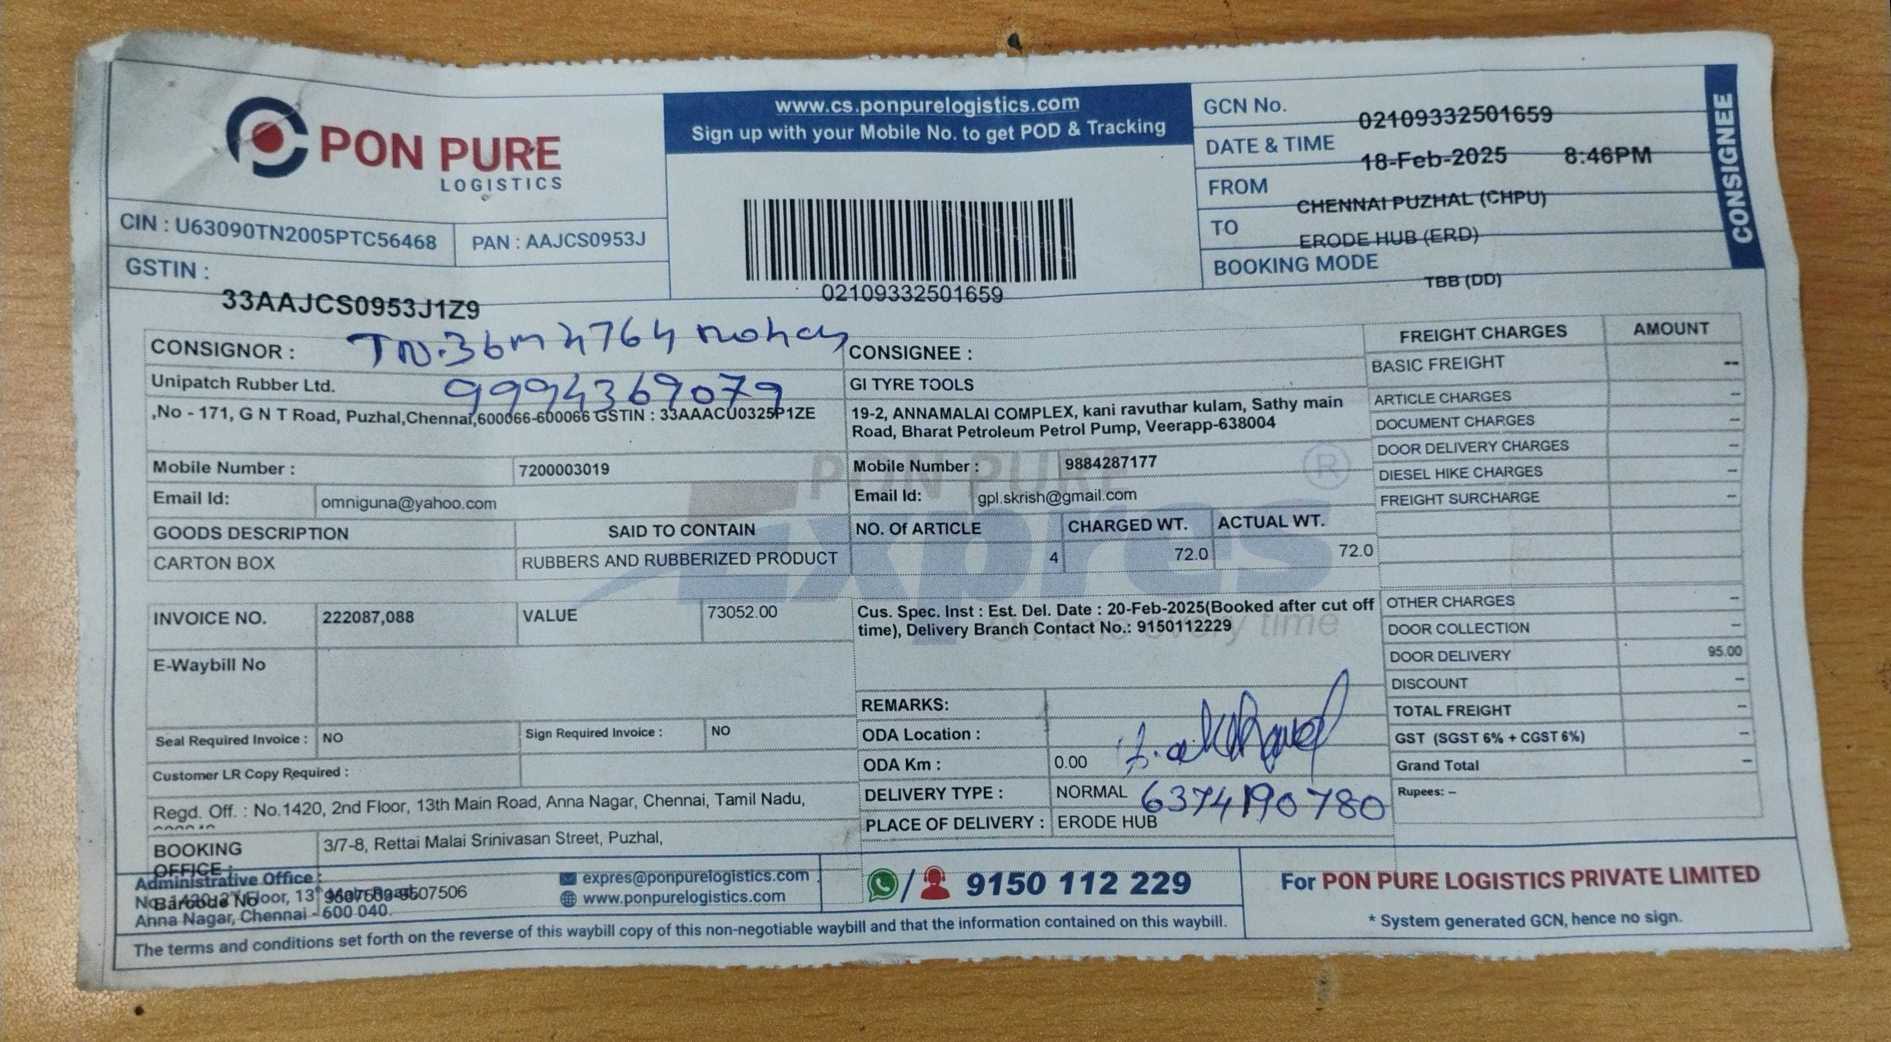 PON PURE
LOGISTICS
CIN : U63090TN2005PTC56468
PAN : AAJCS0953J
GSTIN :
33AAJCS0953J1Z9
www.cs.ponpurelogistics.com
Sign up with your Mobile No. to get POD & Tracking
02109332501659
GCN No. 02109332501659
DATE & TIME 18-Feb-2025 8:46PM
FROM CHENNAI PUZHAL (CHPU)
TO ERODE HUB (ERD)
BOOKING MODE TBB (DD)
CONSIGNEE
CONSIGNOR :
9994369079
Unipatch Rubber Ltd.
,No - 171, G N T Road, Puzhal,Chennai,600066-600066 GSTIN : 33AAACU0325P1ZE
Mobile Number : 7200003019
Email Id: omniguna@yahoo.com
CONSIGNEE :
GI TYRE TOOLS
19-2, ANNAMALAI COMPLEX, kani ravuthar kulam, Sathy main
Road, Bharat Petroleum Petrol Pump, Veerapp-638004
Mobile Number : 9884287177
Email Id: gpl.skrish@gmail.com
PON PURE
Expres ®
GOODS DESCRIPTION SAID TO CONTAIN NO. Of ARTICLE CHARGED WT. ACTUAL WT.
CARTON BOX RUBBERS AND RUBBERIZED PRODUCT 4 72.0 72.0
INVOICE NO. 222087,088 VALUE 73052.00
E-Waybill No
Seal Required Invoice : NO Sign Required Invoice : NO
Customer LR Copy Required :
Regd. Off. : No.1420, 2nd Floor, 13th Main Road, Anna Nagar, Chennai, Tamil Nadu,
BOOKING
OFFICE : 3/7-8, Rettai Malai Srinivasan Street, Puzhal,
Cus. Spec. Inst : Est. Del. Date : 20-Feb-2025(Booked after cut off
time), Delivery Branch Contact No.: 9150112229
time
REMARKS:
ODA Location :
ODA Km : 0.00
DELIVERY TYPE : NORMAL
6374190780
PLACE OF DELIVERY : ERODE HUB
FREIGHT CHARGES AMOUNT
BASIC FREIGHT --
ARTICLE CHARGES –
DOCUMENT CHARGES –
DOOR DELIVERY CHARGES –
DIESEL HIKE CHARGES –
FREIGHT SURCHARGE –
OTHER CHARGES –
DOOR COLLECTION –
DOOR DELIVERY 95.00
DISCOUNT –
TOTAL FREIGHT –
GST (SGST 6% + CGST 6%) –
Grand Total –
Rupees: –
Administrative Office :
Barcode No
Anna Nagar, Chennai - 600 040.
expres@ponpurelogistics.com
www.ponpurelogistics.com
/ 9150 112 229
For PON PURE LOGISTICS PRIVATE LIMITED
* System generated GCN, hence no sign.
The terms and conditions set forth on the reverse of this waybill copy of this non-negotiable waybill and that the information contained on this waybill.